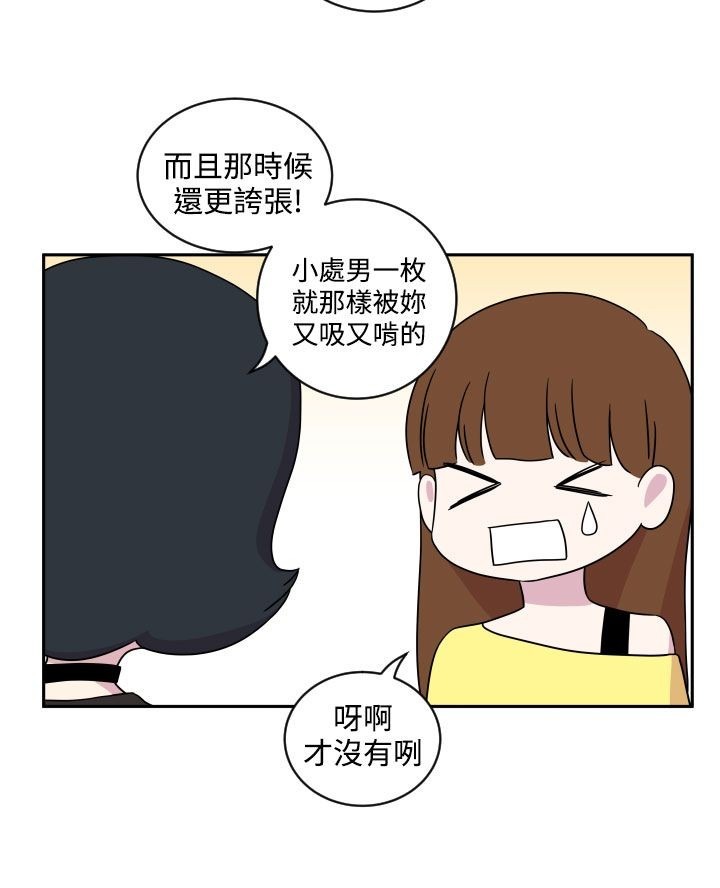 而且那時候
還更誇張!
小處男一枚
就那樣被妳
又吸又啃的
呀啊
才沒有咧